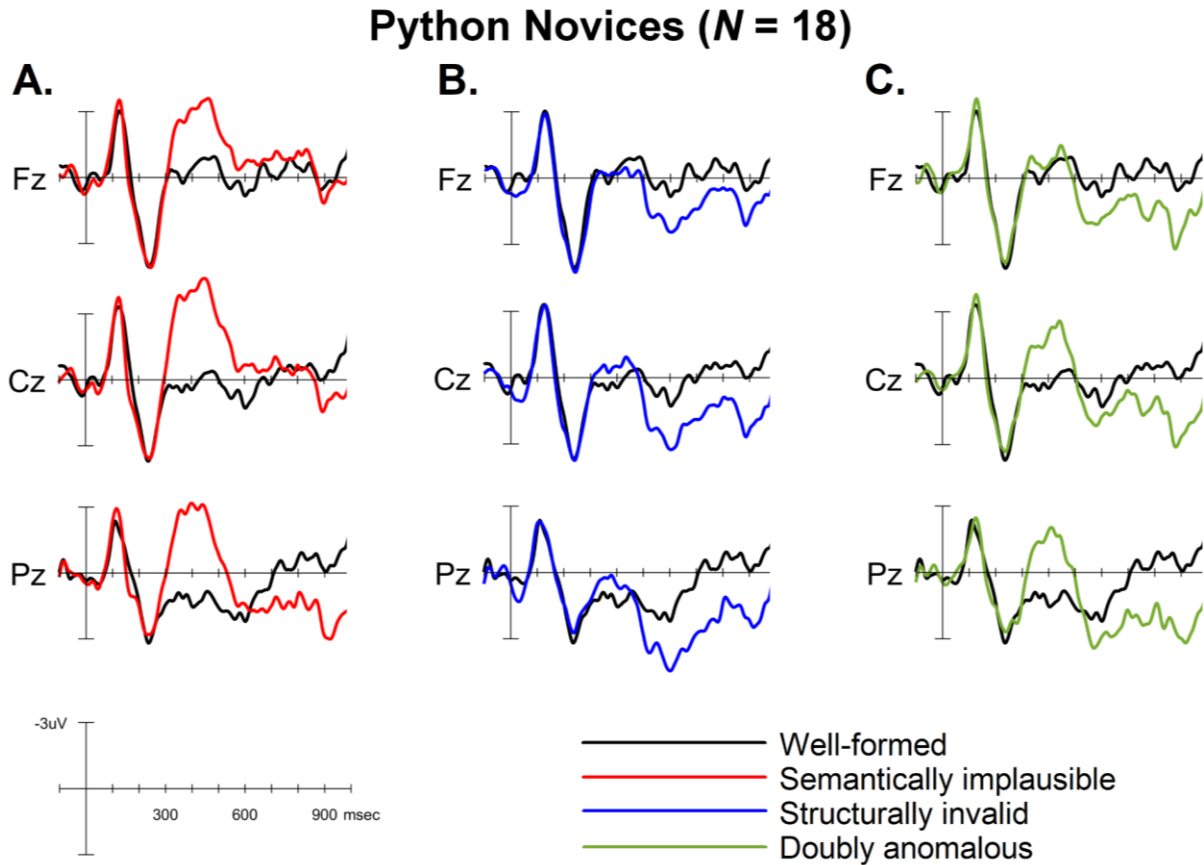 Python Novices (N = 18)
A.
B.
C.
Fz
Fz
Fz
Cz
Cz
Cz
Pz
Pz
Pz
-3uV
300 600 900 msec
Well-formed
Semantically implausible
Structurally invalid
Doubly anomalous